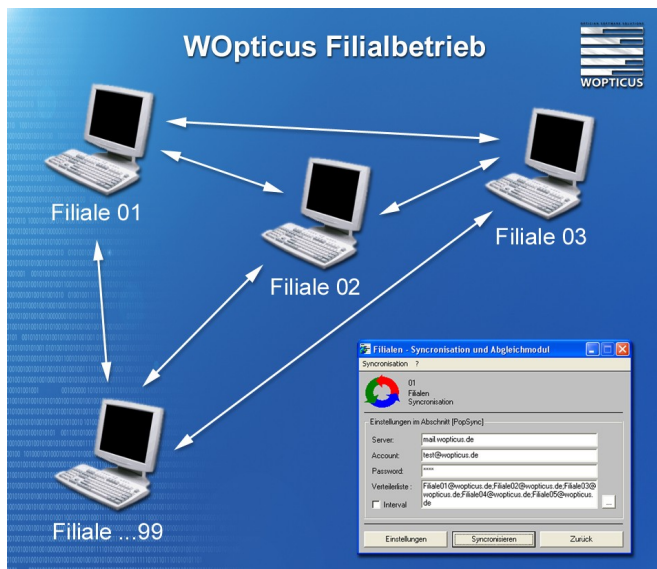 WOpticus Filialbetrieb
WOPTICUS
Filiale 01
Filiale 02
Filiale 03
Filiale ...99
Filialen - Syncronisation und Abgleichmodul
Syncronisation ?
01
Filialen
Syncronisation
Einstellungen im Abschnitt [PopSync]
Server: mail.wopticus.de
Account: test@wopticus.de
Password: ****
Verteilerliste : Filiale01@wopticus.de;Filiale02@wopticus.de;Filiale03@
wopticus.de;Filiale04@wopticus.de;Filiale05@wopticus.
de
Interval
...
Einstellungen Syncronisieren Zurück